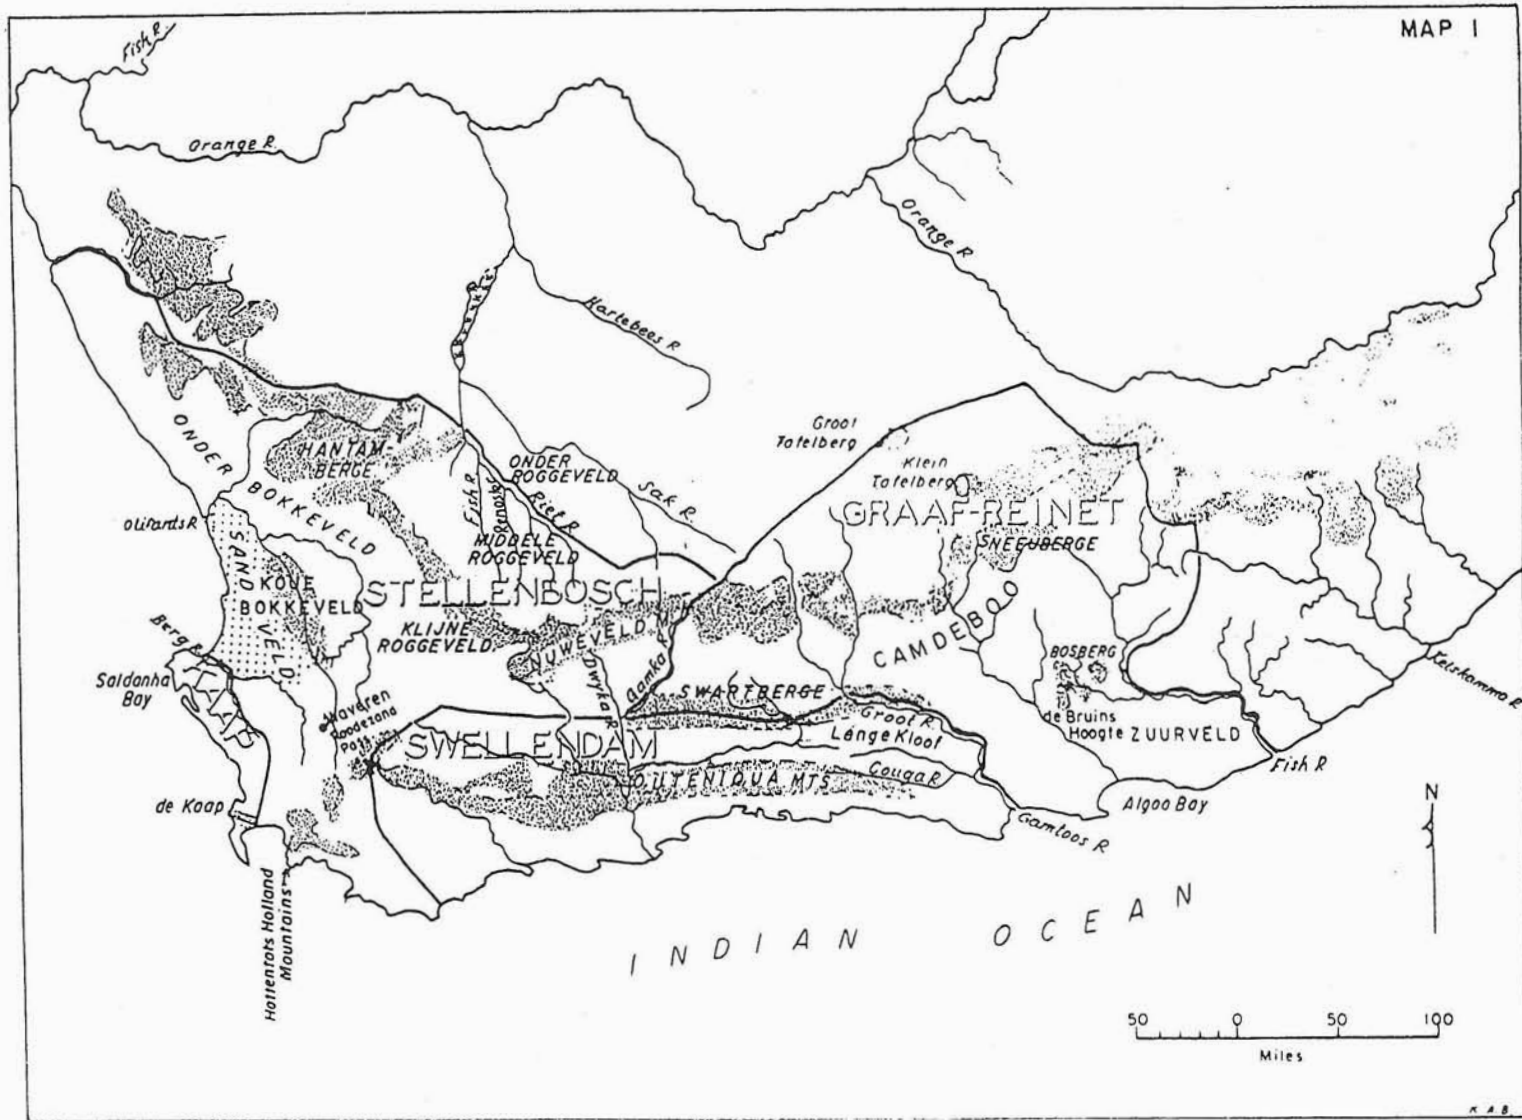 MAP 1
Fish R.
Orange R.
Orange R.
Hartebees R.
ONDER
BOKKEVELD
HANTAM-
BERGE
Groot
Tafelberg
Klein
Tafelberg
ONDER
ROGGEVELD
Sak R.
Fish R.
Renoster
Riet R.
GRAAF-REINET
SNEEUBERGE
Olifants R.
SAND
VELD
MIDDELE
ROGGEVELD
KOUE
BOKKEVELD
STELLENBOSCH
KLIJNE
ROGGEVELD
NUWEVELD M
CAMDEBOO
BOSBERG
Berg R.
Saldanha
Bay
Dwyka R.
Gamka R.
SWARTBERGE
Keiskamma R.
Waveren
Roodezand
Pass
SWELLENDAM
Groot R.
Lange Kloof
de Bruins
Hoogte
ZUURVELD
Fish R
OUTENIQUA MTS
Couga R.
de Kaap
Algoa Bay
Gamtoos R.
Hottentots Holland
Mountains
INDIAN OCEAN
N
50 0 50 100
Miles
K.A.B.